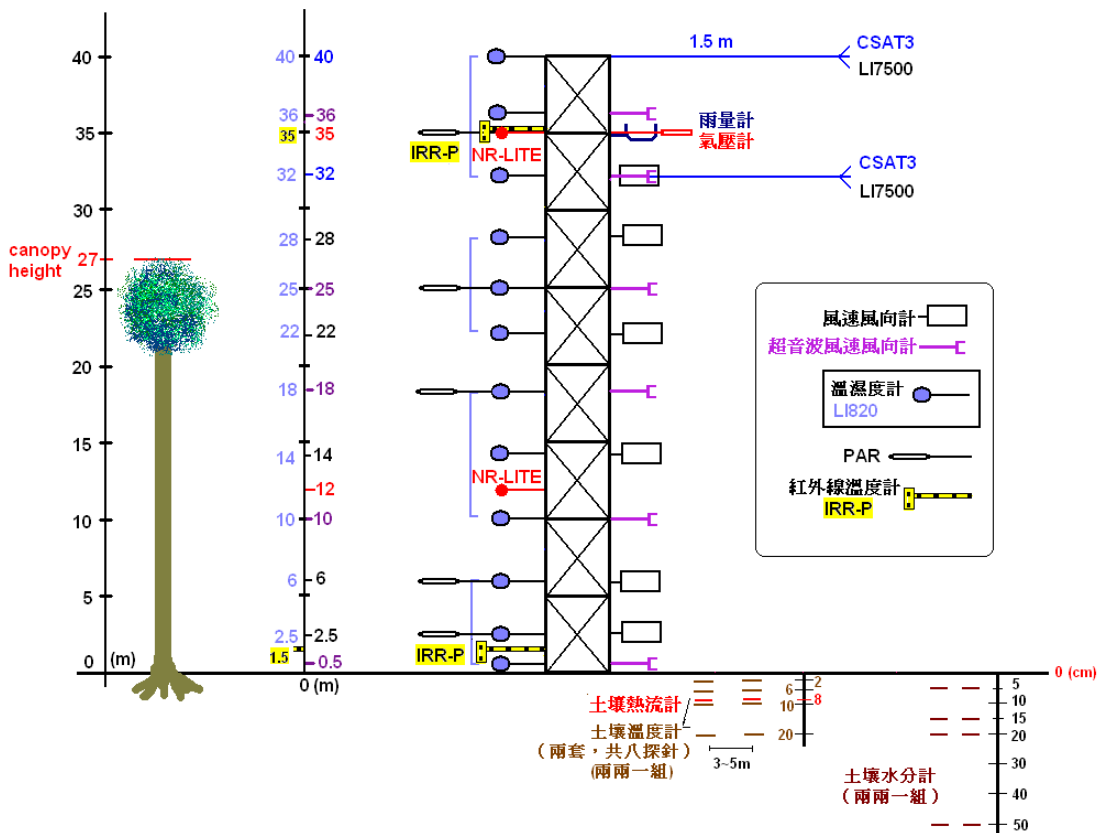 40
35
30
canopy
height
27
25
20
15
10
5
0
(m)
40
36
35
32
28
25
22
18
14
10
6
2.5
1.5
40
36
35
32
28
25
22
18
14
12
10
6
2.5
0.5
0 (m)
1.5 m
CSAT3
LI7500
雨量計
氣壓計
IRR-P
NR-LITE
CSAT3
LI7500
NR-LITE
IRR-P
風速風向計
超音波風速風向計
溫濕度計
LI820
PAR
紅外線溫度計
IRR-P
0 (cm)
土壤熱流計
土壤溫度計
(兩套，共八探針)
(兩兩一組)
3~5m
2
6
8
10
20
土壤水分計
(兩兩一組)
5
10
15
20
30
40
50